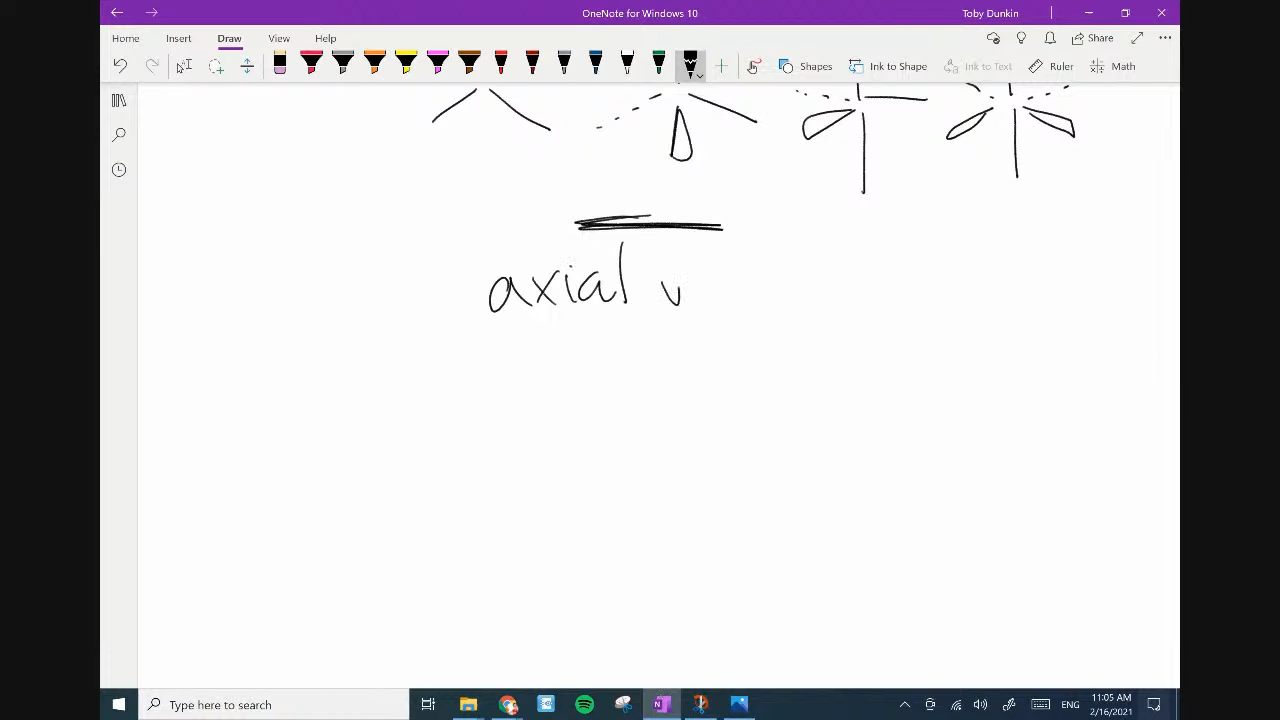 OneNote for Windows 10
Toby Dunkin
Home Insert Draw View Help
Share
Shapes Ink to Shape Ink to Text Ruler Math
axial v
Type here to search
ENG
11:05 AM
2/16/2021